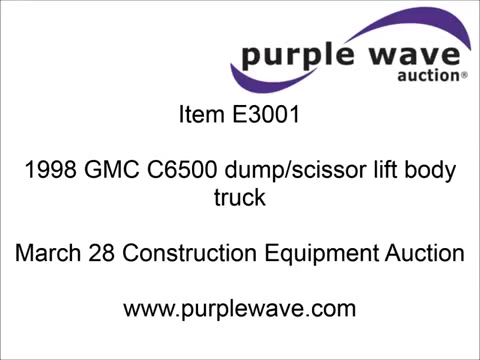 purple wave
auction®
Item E3001
1998 GMC C6500 dump/scissor lift body
truck
March 28 Construction Equipment Auction
www.purplewave.com